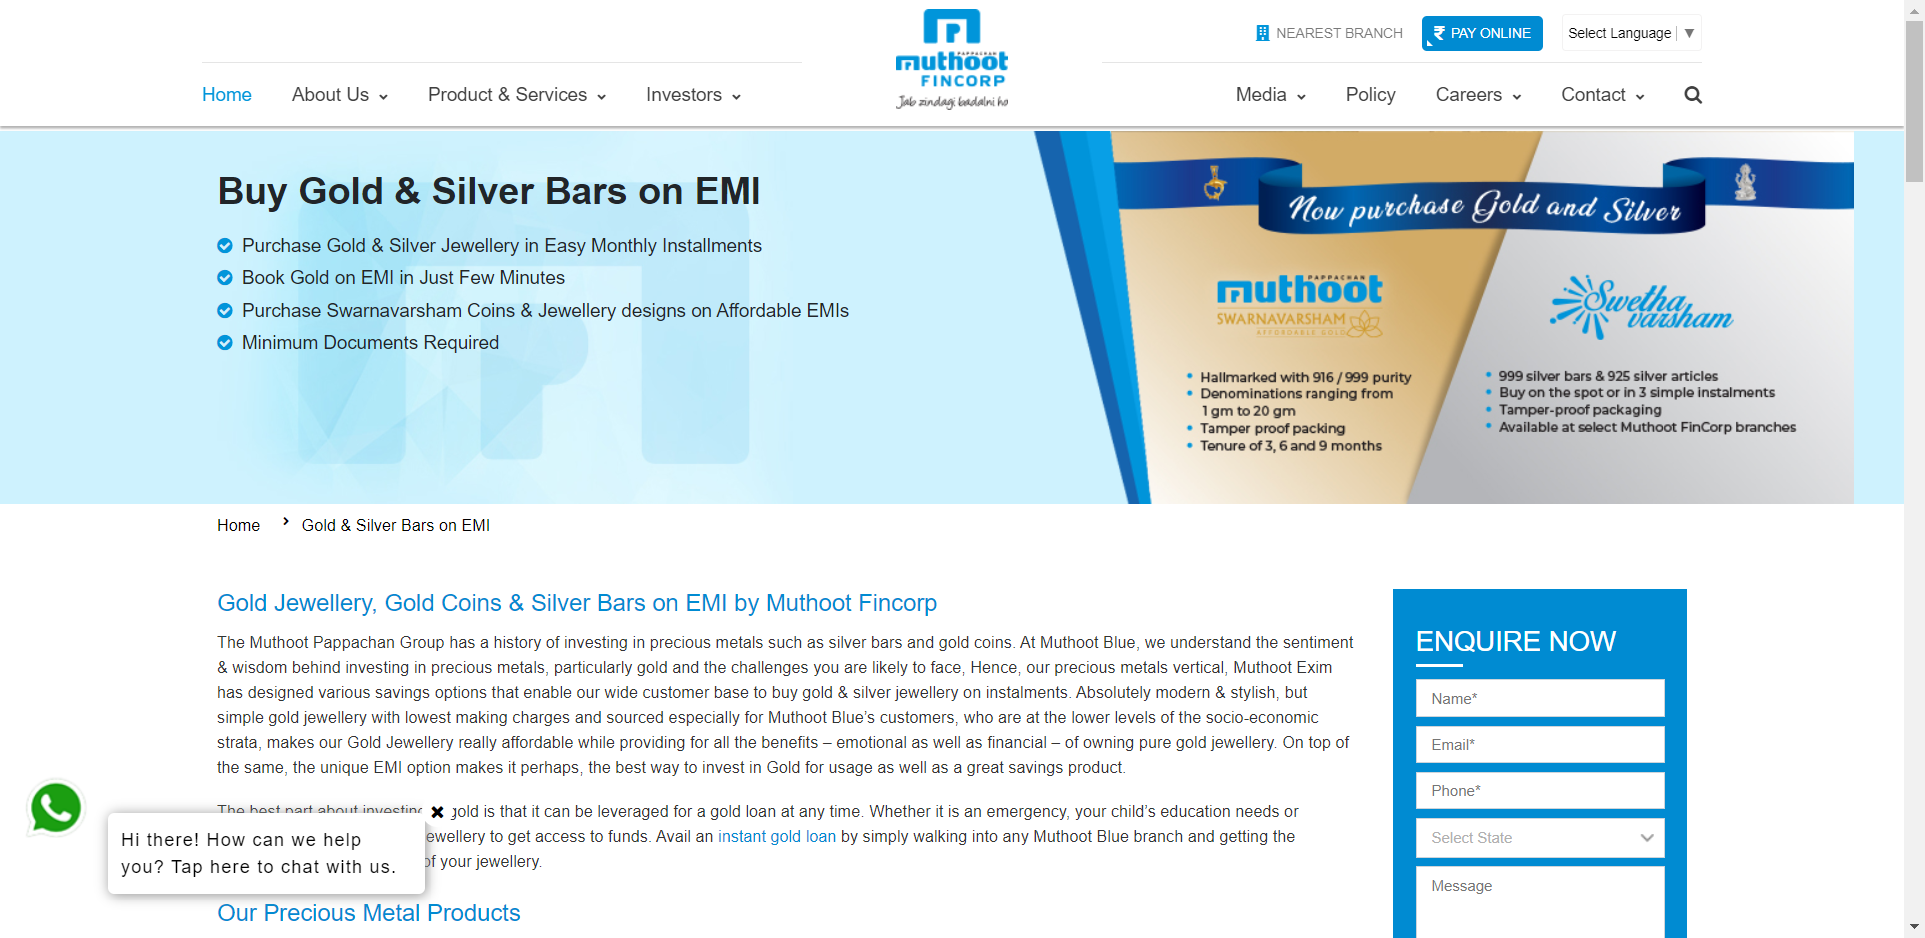 NEAREST BRANCH
PAY ONLINE
Select Language ▼
PAPPACHAN
muthoot
FINCORP
Jab zindagi badalni ho
Home
About Us
Product & Services
Investors
Media
Policy
Careers
Contact
Buy Gold & Silver Bars on EMI
Purchase Gold & Silver Jewellery in Easy Monthly Installments
Book Gold on EMI in Just Few Minutes
Purchase Swarnavarsham Coins & Jewellery designs on Affordable EMIs
Minimum Documents Required
Now purchase Gold and Silver
PAPPACHAN
muthoot
SWARNAVARSHAM
AFFORDABLE GOLD
• Hallmarked with 916 / 999 purity
• Denominations ranging from
1 gm to 20 gm
• Tamper proof packing
• Tenure of 3, 6 and 9 months
Swetha
varsham
• 999 silver bars & 925 silver articles
• Buy on the spot or in 3 simple instalments
• Tamper-proof packaging
• Available at select Muthoot FinCorp branches
Home > Gold & Silver Bars on EMI
Gold Jewellery, Gold Coins & Silver Bars on EMI by Muthoot Fincorp
The Muthoot Pappachan Group has a history of investing in precious metals such as silver bars and gold coins. At Muthoot Blue, we understand the sentiment
& wisdom behind investing in precious metals, particularly gold and the challenges you are likely to face, Hence, our precious metals vertical, Muthoot Exim
has designed various savings options that enable our wide customer base to buy gold & silver jewellery on instalments. Absolutely modern & stylish, but
simple gold jewellery with lowest making charges and sourced especially for Muthoot Blue’s customers, who are at the lower levels of the socio-economic
strata, makes our Gold Jewellery really affordable while providing for all the benefits – emotional as well as financial – of owning pure gold jewellery. On top of
the same, the unique EMI option makes it perhaps, the best way to invest in Gold for usage as well as a great savings product.
The best part about investing gold is that it can be leveraged for a gold loan at any time. Whether it is an emergency, your child’s education needs or
ewellery to get access to funds. Avail an instant gold loan by simply walking into any Muthoot Blue branch and getting the
of your jewellery.
Hi there! How can we help
you? Tap here to chat with us.
Our Precious Metal Products
ENQUIRE NOW
Name*
Email*
Phone*
Select State
Message